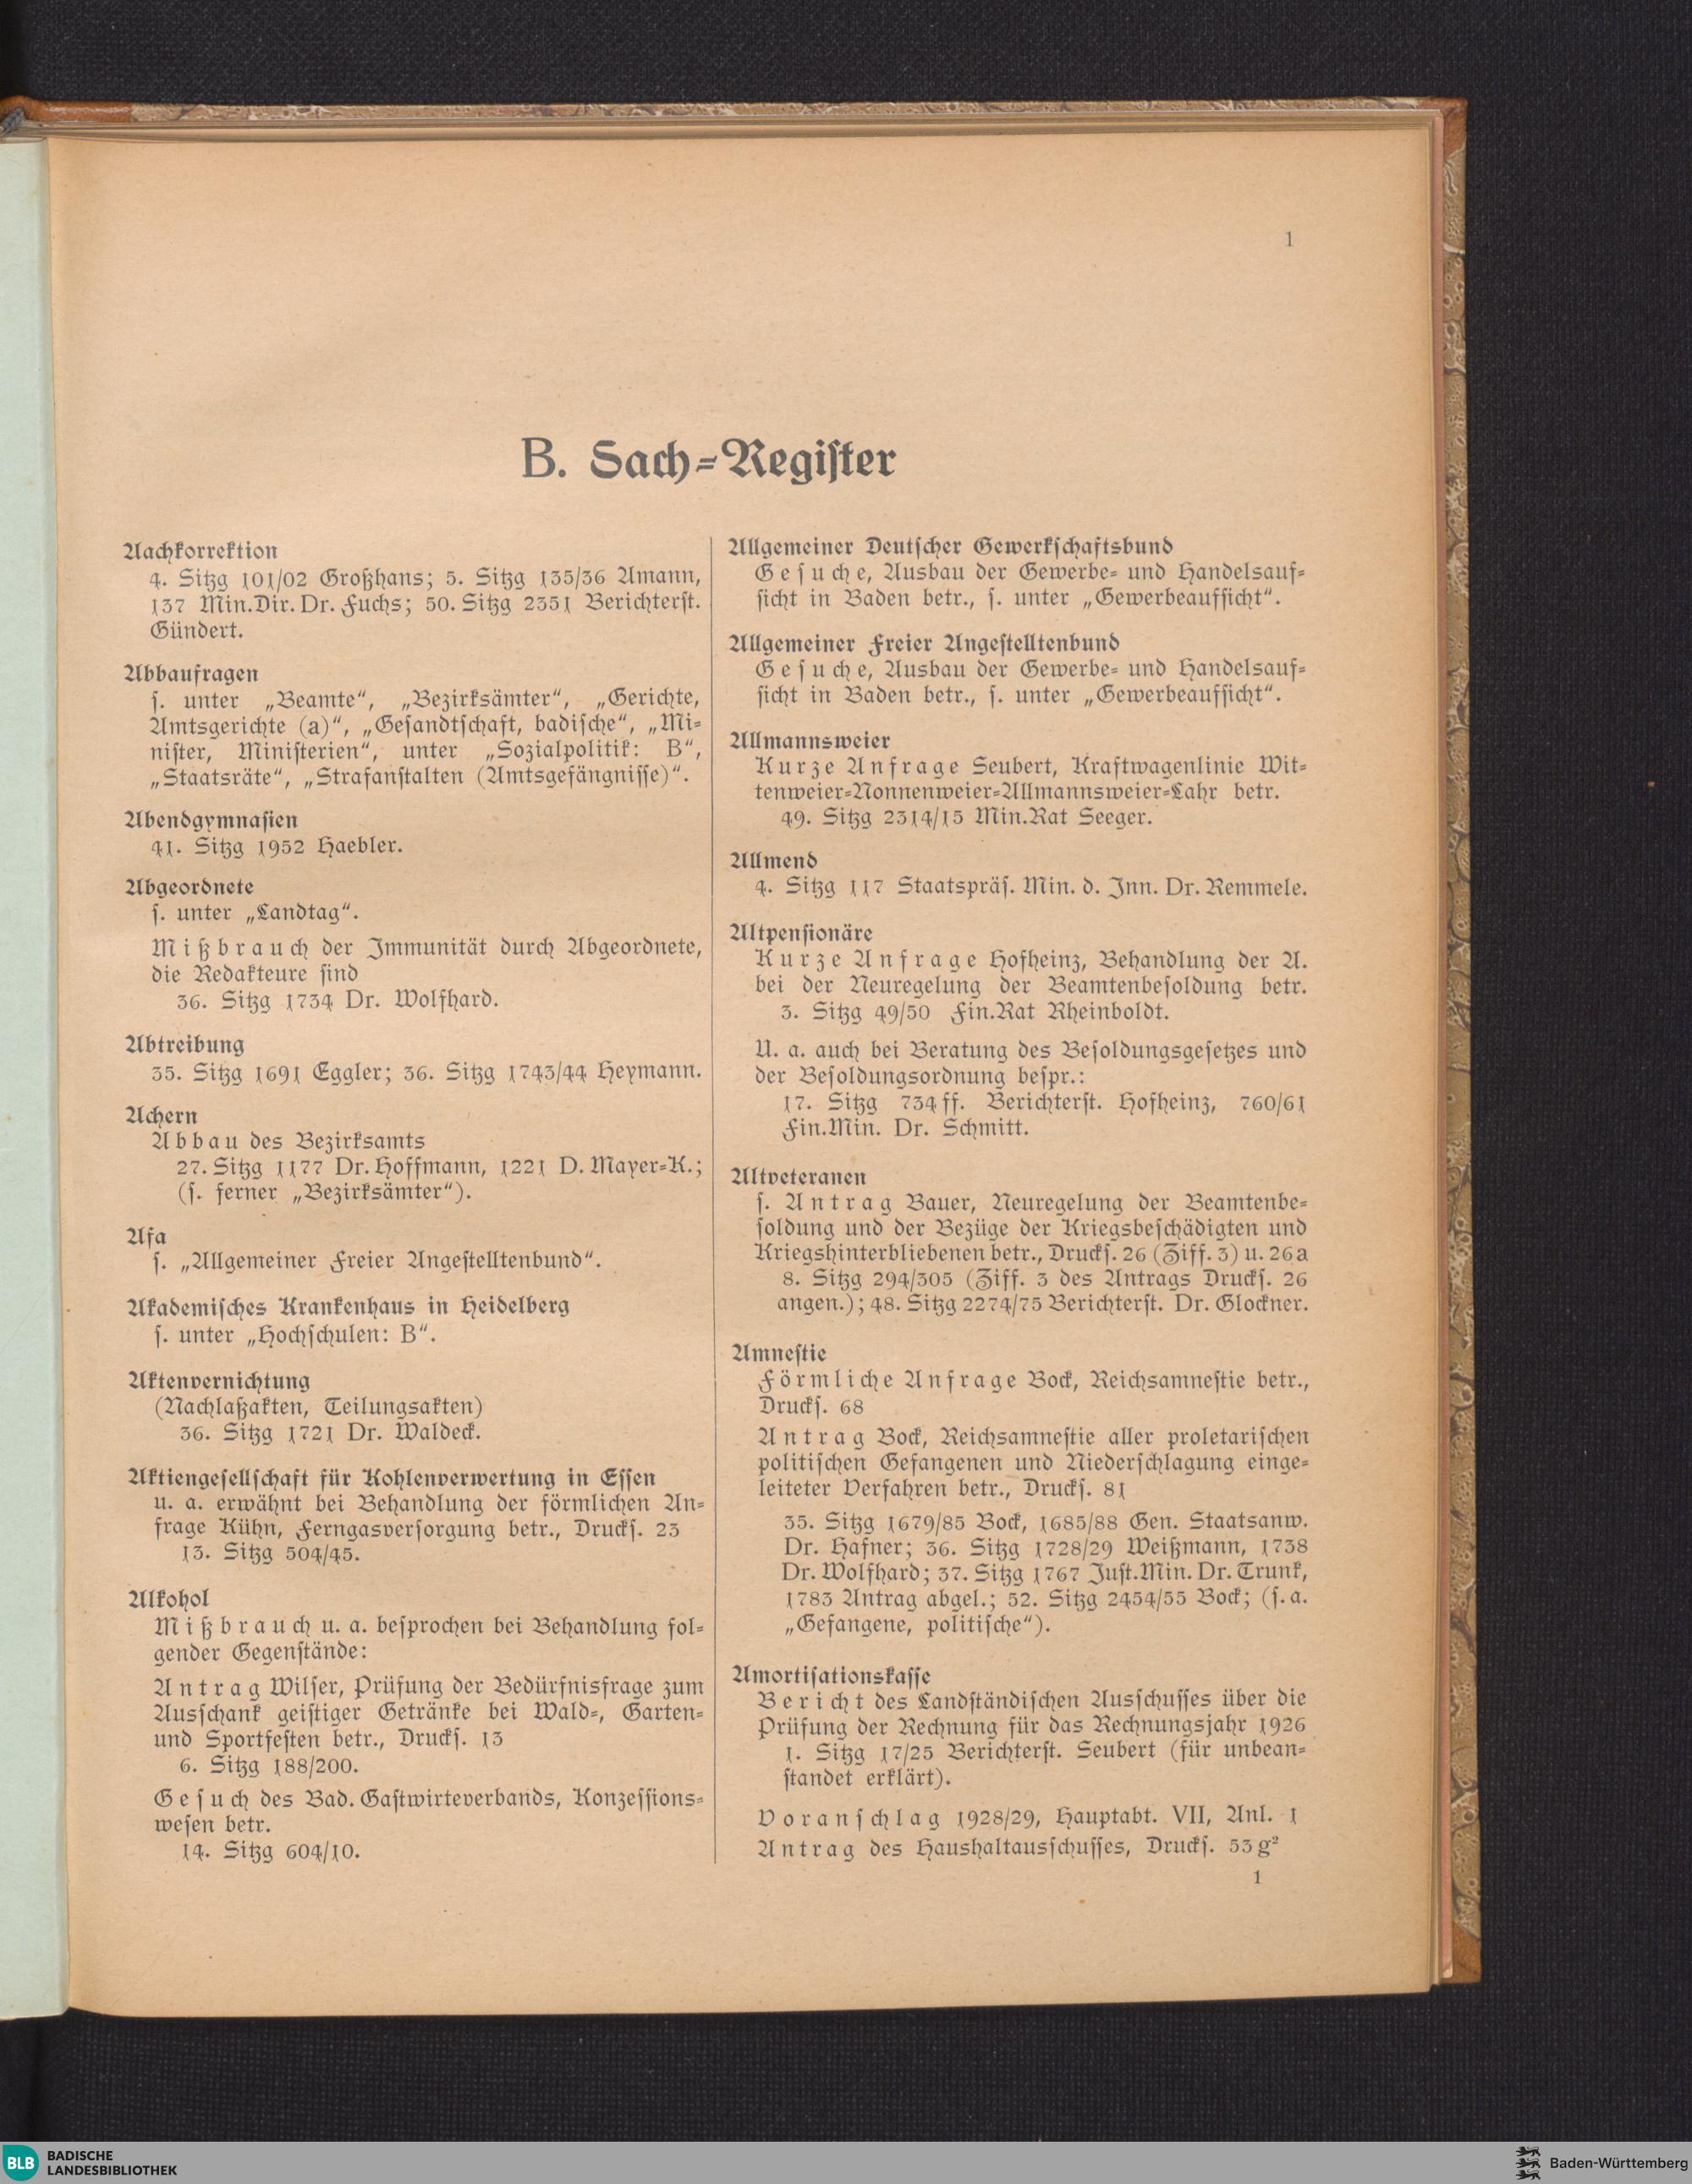 1
B. Sach=Register
Aachkorrektion
4. Sitzg 101/02 Großhans; 5. Sitzg 135/36 Amann,
137 Min.Dir. Dr. Fuchs; 50. Sitzg 2351 Berichterst.
Gündert.
Abbaufragen
s. unter „Beamte“, „Bezirksämter“, „Gerichte,
Amtsgerichte (a)“, „Gesandtschaft, badische“, „Mi=
nister, Ministerien“, unter „Sozialpolitik: B“,
„Staatsräte“, „Strafanstalten (Amtsgefängnisse)“.
Abendgymnasien
41. Sitzg 1952 Haebler.
Abgeordnete
s. unter „Landtag“.
Mißbrauch der Immunität durch Abgeordnete,
die Redakteure sind
36. Sitzg 1734 Dr. Wolfhard.
Abtreibung
35. Sitzg 1691 Eggler; 36. Sitzg 1743/44 Heymann.
Achern
Abbau des Bezirksamts
27. Sitzg 1177 Dr. Hoffmann, 1221 D. Mayer=K.;
(s. ferner „Bezirksämter“).
Afa
s. „Allgemeiner Freier Angestelltenbund“.
Akademisches Krankenhaus in Heidelberg
s. unter „Hochschulen: B“.
Aktenvernichtung
(Nachlaßakten, Teilungsakten)
36. Sitzg 1721 Dr. Waldeck.
Aktiengesellschaft für Kohlenverwertung in Essen
u. a. erwähnt bei Behandlung der förmlichen An=
frage Kühn, Ferngasversorgung betr., Drucks. 23
13. Sitzg 504/45.
Alkohol
Mißbrauch u. a. besprochen bei Behandlung fol=
gender Gegenstände:
Antrag Wilser, Prüfung der Bedürfnisfrage zum
Ausschank geistiger Getränke bei Wald=, Garten=
und Sportfesten betr., Drucks. 13
6. Sitzg 188/200.
Gesuch des Bad. Gastwirteverbands, Konzessions=
wesen betr.
14. Sitzg 604/10.
Allgemeiner Deutscher Gewerkschaftsbund
Gesuche, Ausbau der Gewerbe= und Handelsauf=
sicht in Baden betr., s. unter „Gewerbeaufsicht“.
Allgemeiner Freier Angestelltenbund
Gesuche, Ausbau der Gewerbe= und Handelsauf=
sicht in Baden betr., s. unter „Gewerbeaufsicht“.
Allmannsweier
Kurze Anfrage Seubert, Kraftwagenlinie Wit=
tenweier=Nonnenweier=Allmannsweier=Lahr betr.
49. Sitzg 2314/15 Min.Rat Seeger.
Allmend
4. Sitzg 117 Staatspräs. Min. d. Inn. Dr. Remmele.
Altpensionäre
Kurze Anfrage Hofheinz, Behandlung der A.
bei der Neuregelung der Beamtenbesoldung betr.
3. Sitzg 49/50 Fin.Rat Rheinboldt.
U. a. auch bei Beratung des Besoldungsgesetzes und
der Besoldungsordnung bespr.:
17. Sitzg 734 ff. Berichterst. Hofheinz, 760/61
Fin.Min. Dr. Schmitt.
Altveteranen
s. Antrag Bauer, Neuregelung der Beamtenbe=
soldung und der Bezüge der Kriegsbeschädigten und
Kriegshinterbliebenen betr., Drucks. 26 (Ziff. 3) u. 26a
8. Sitzg 294/305 (Ziff. 3 des Antrags Drucks. 26
angen.); 48. Sitzg 2274/75 Berichterst. Dr. Glockner.
Amnestie
Förmliche Anfrage Bock, Reichsamnestie betr.,
Drucks. 68
Antrag Bock, Reichsamnestie aller proletarischen
politischen Gefangenen und Niederschlagung einge=
leiteter Verfahren betr., Drucks. 81
35. Sitzg 1679/85 Bock, 1685/88 Gen. Staatsanw.
Dr. Hafner; 36. Sitzg 1728/29 Weißmann, 1738
Dr. Wolfhard; 37. Sitzg 1767 Just.Min. Dr. Trunk,
1783 Antrag abgel.; 52. Sitzg 2454/55 Bock; (s. a.
„Gefangene, politische“).
Amortisationskasse
Bericht des Landständischen Ausschusses über die
Prüfung der Rechnung für das Rechnungsjahr 1926
1. Sitzg 17/25 Berichterst. Seubert (für unbean=
standet erklärt).
Voranschlag 1928/29, Hauptabt. VII, Anl. 1
Antrag des Haushaltausschusses, Drucks. 53 g²
1
BLB BADISCHE
LANDESBIBLIOTHEK
Baden-Württemberg